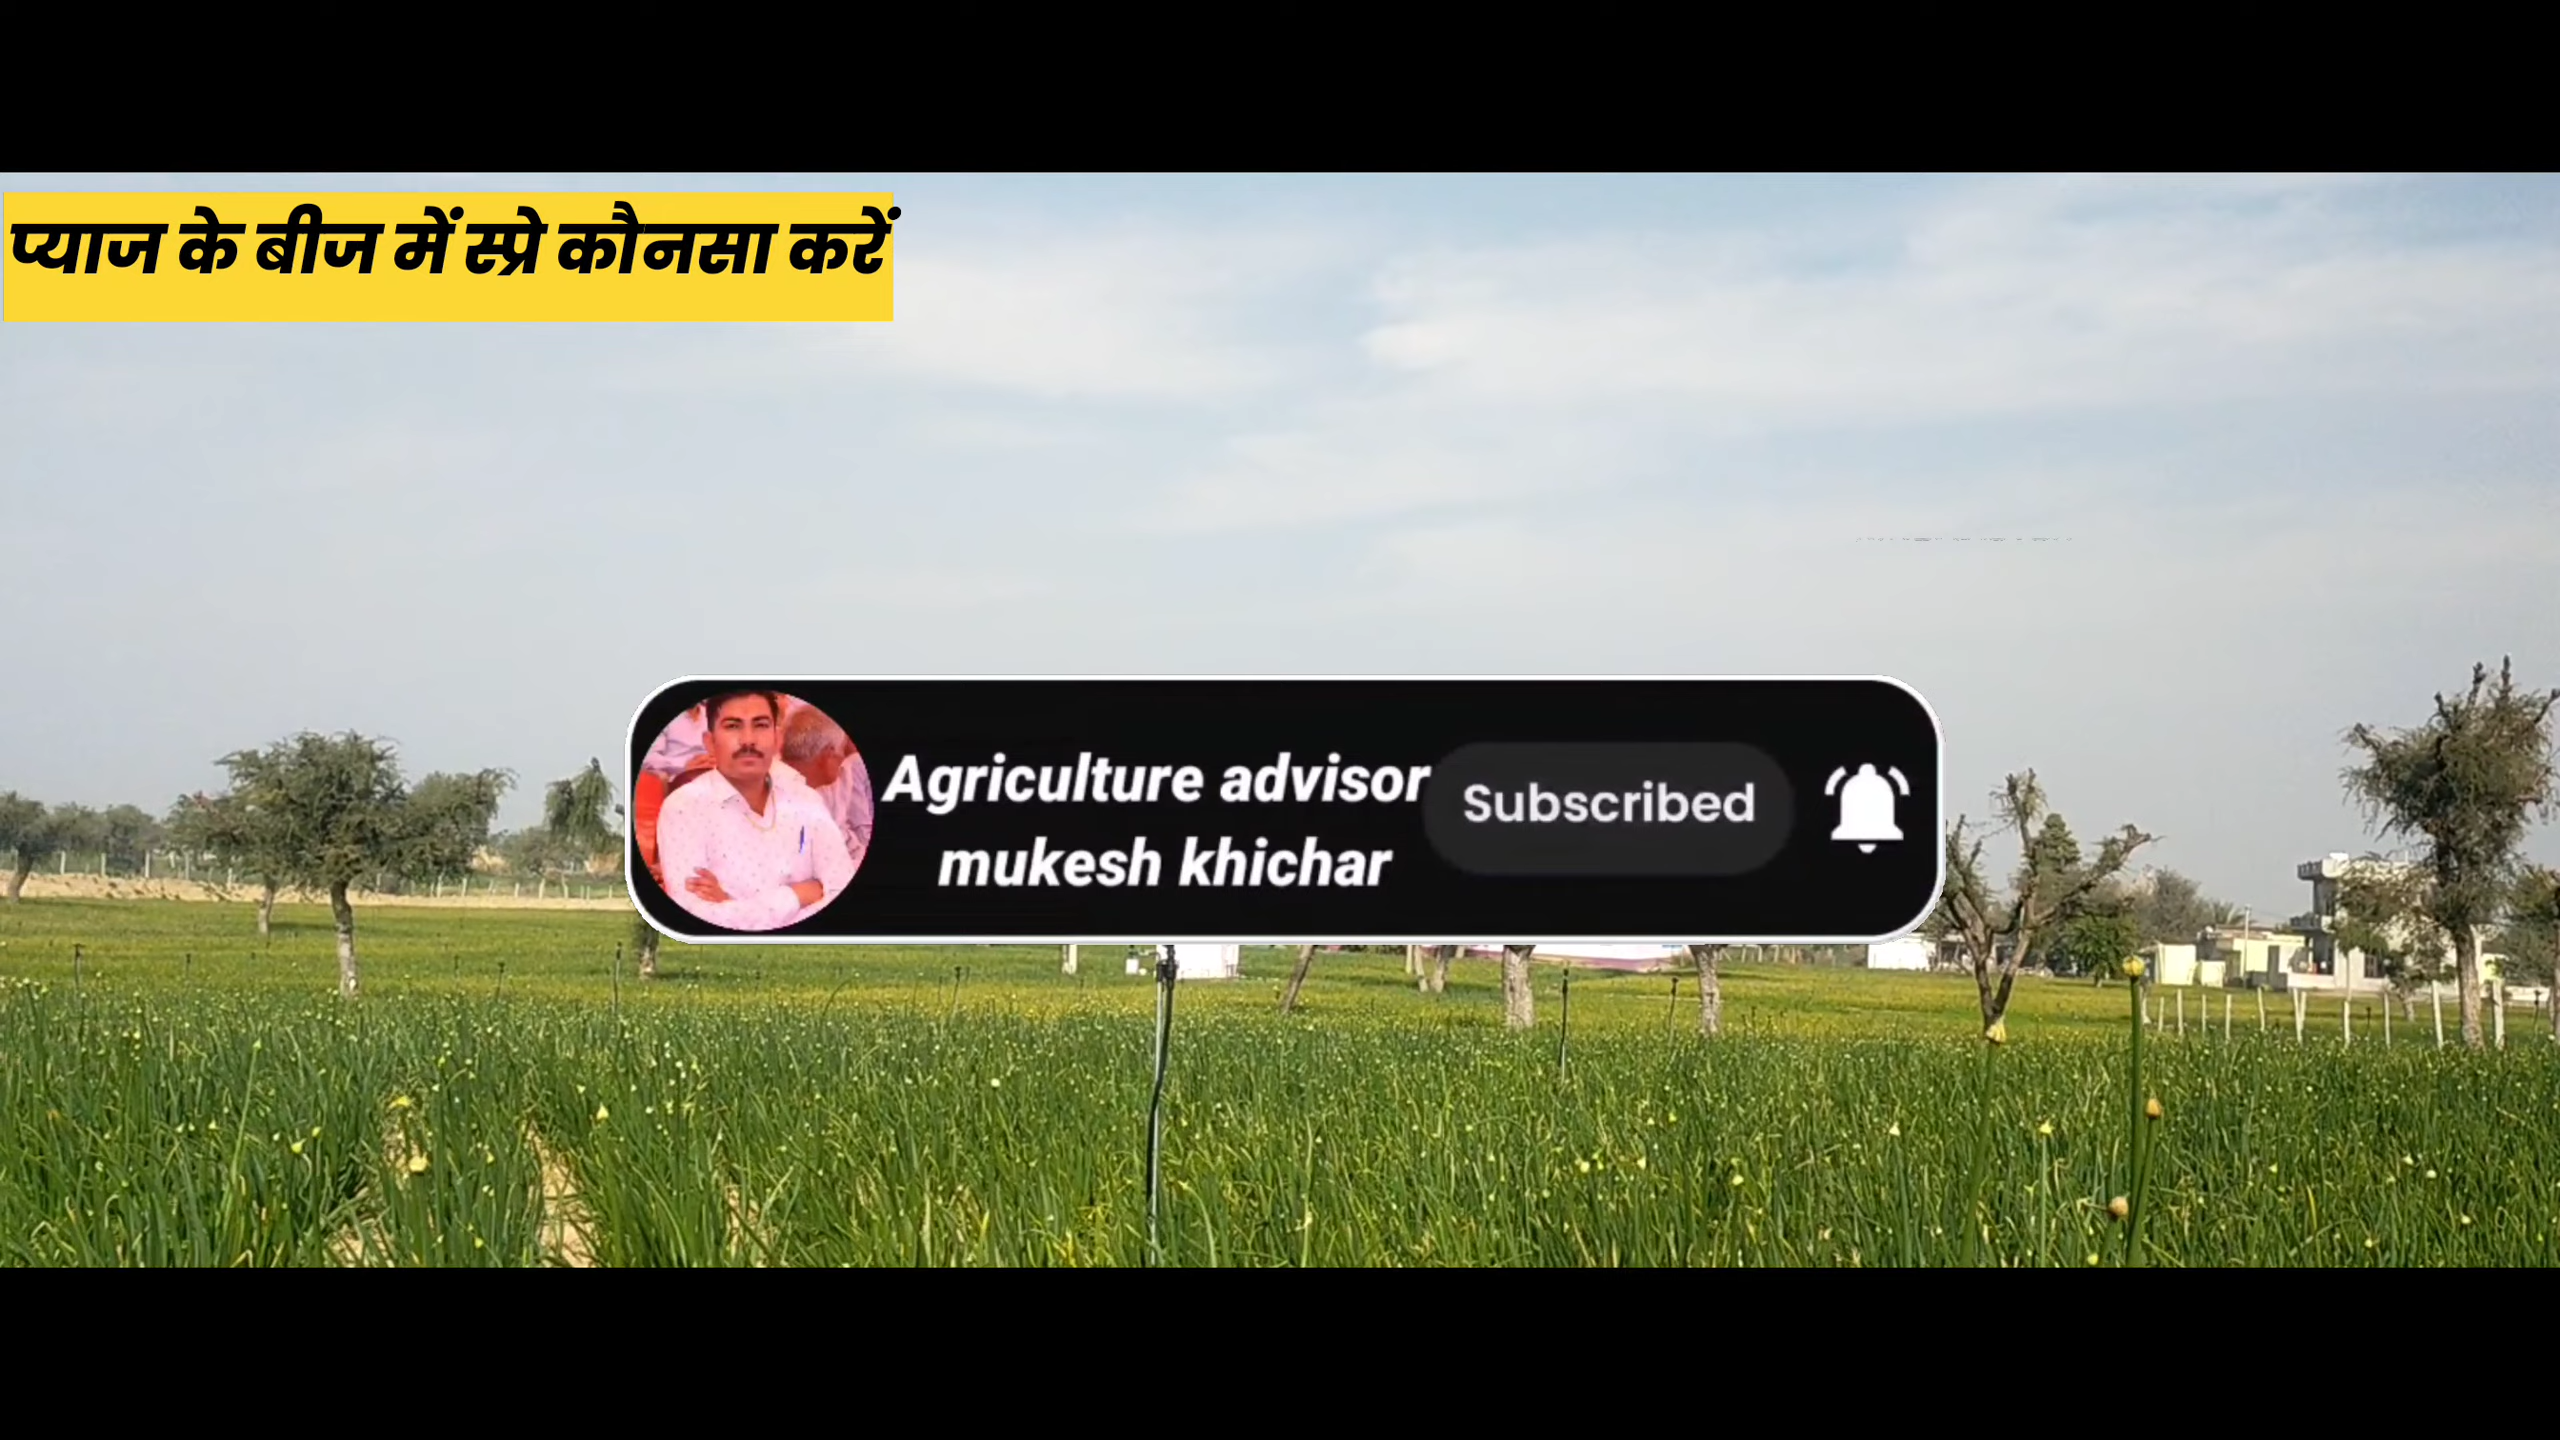 प्याज के बीज में स्प्रे कौनसा करें
Agriculture advisor
mukesh khichar
Subscribed